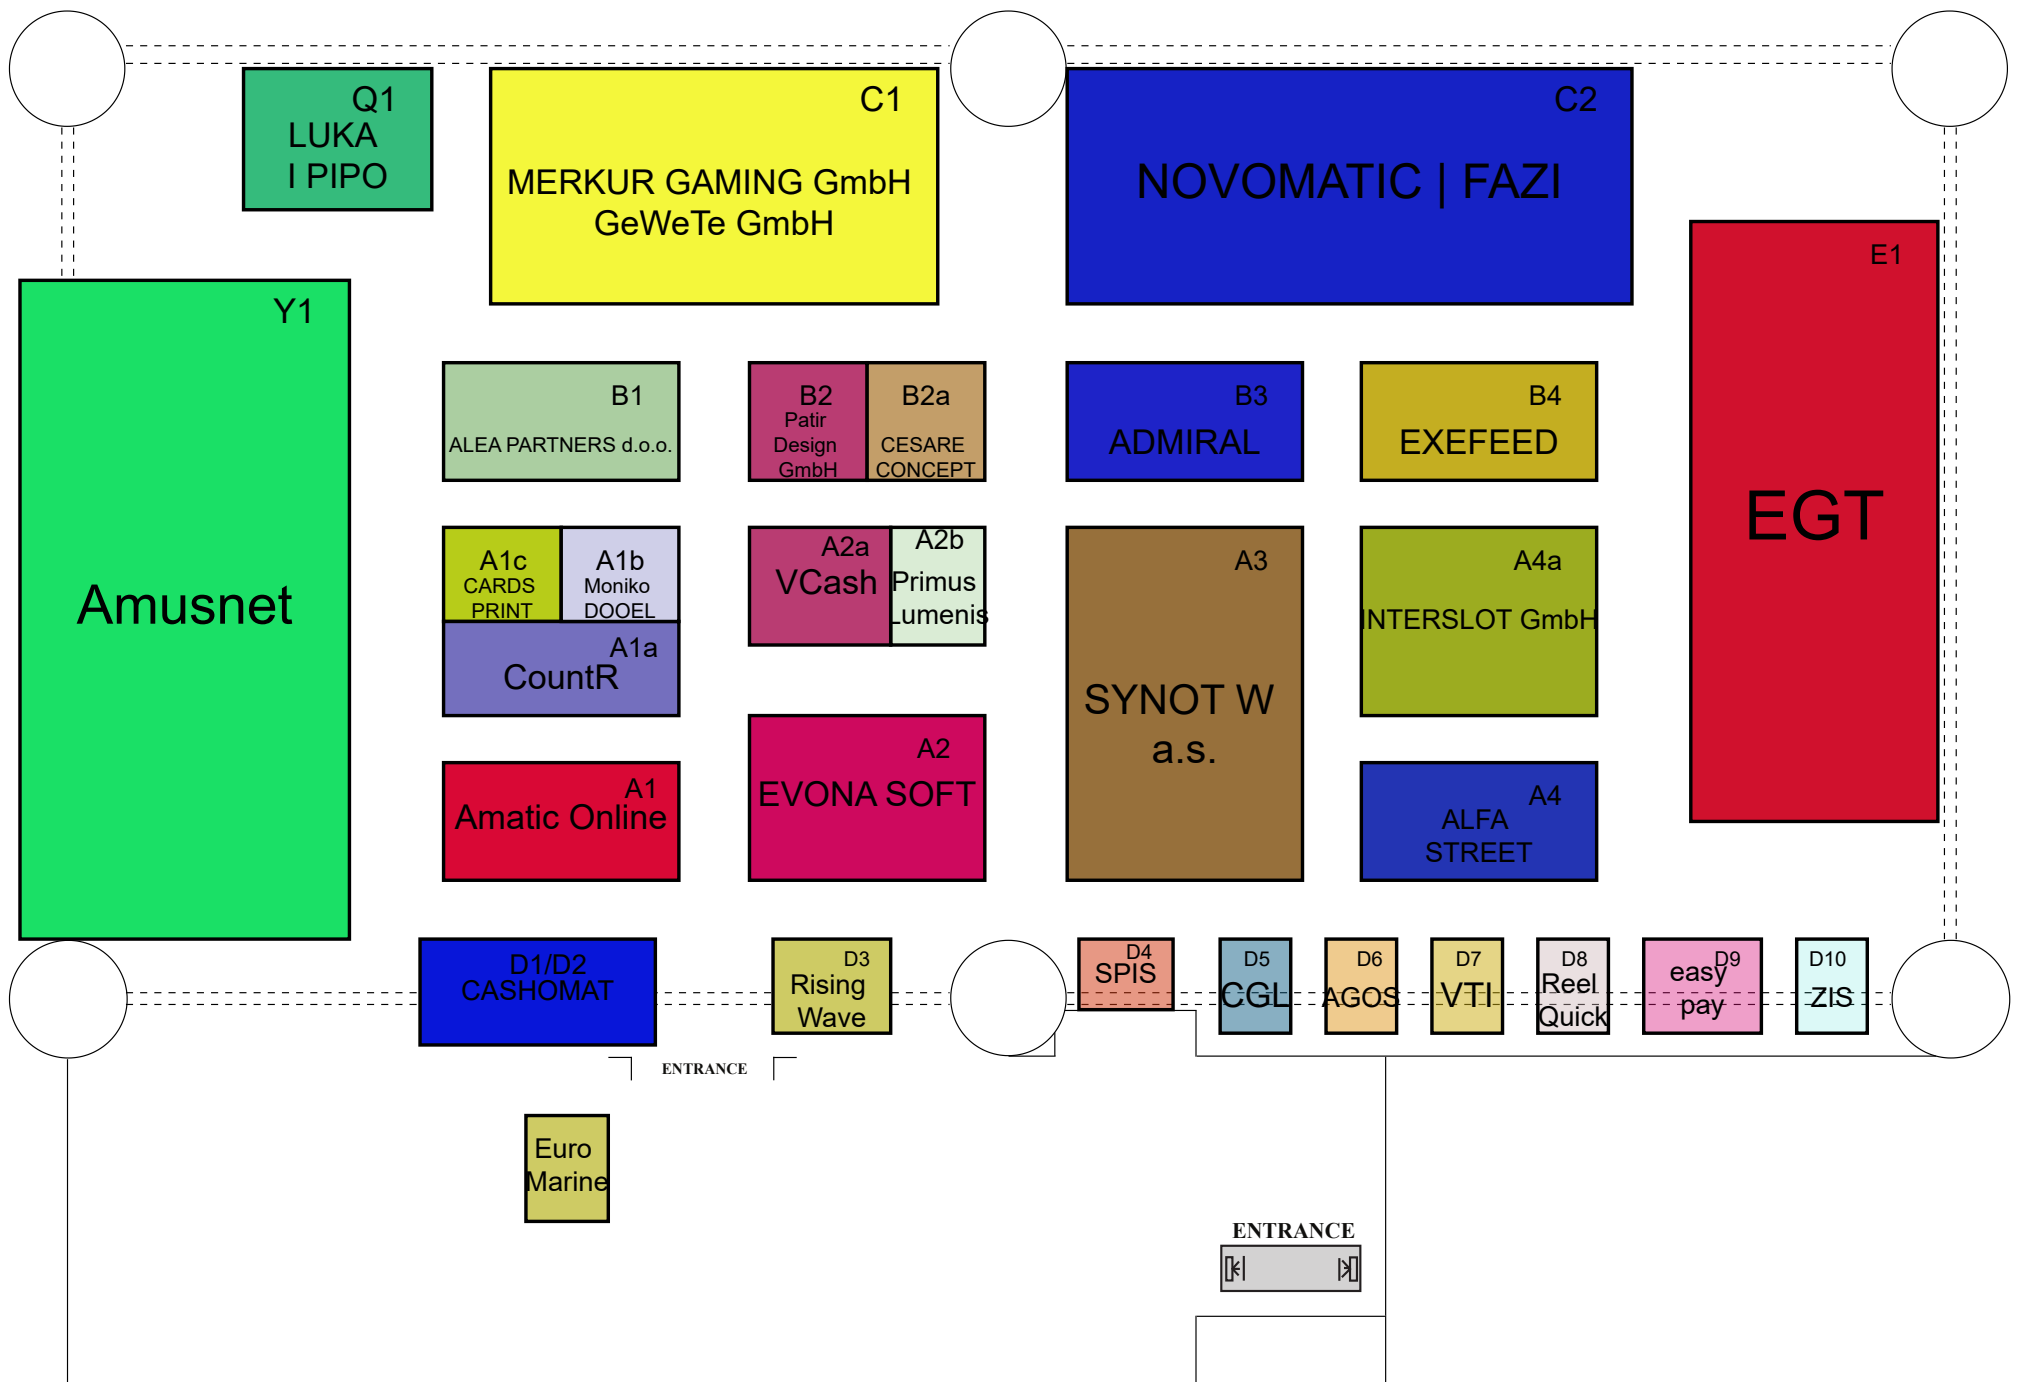 Q1
LUKA
I PIPO
C1
MERKUR GAMING GmbH
GeWeTe GmbH
C2
NOVOMATIC | FAZI
E1
EGT
Y1
Amusnet
B1
ALEA PARTNERS d.o.o.
B2
Patir
Design
GmbH
B2a
CESARE
CONCEPT
B3
ADMIRAL
B4
EXEFEED
A1c
CARDS
PRINT
A1b
Moniko
DOOEL
A1a
CountR
A2a
VCash
A2b
Primus
Lumenis
A3
SYNOT W
a.s.
A4a
INTERSLOT GmbH
A1
Amatic Online
A2
EVONA SOFT
A4
ALFA
STREET
D1/D2
CASHOMAT
D3
Rising
Wave
D4
SPIS
D5
CGL
D6
AGOS
D7
VTI
D8
Reel
Quick
D9
easy
pay
D10
ZIS
ENTRANCE
Euro
Marine
ENTRANCE